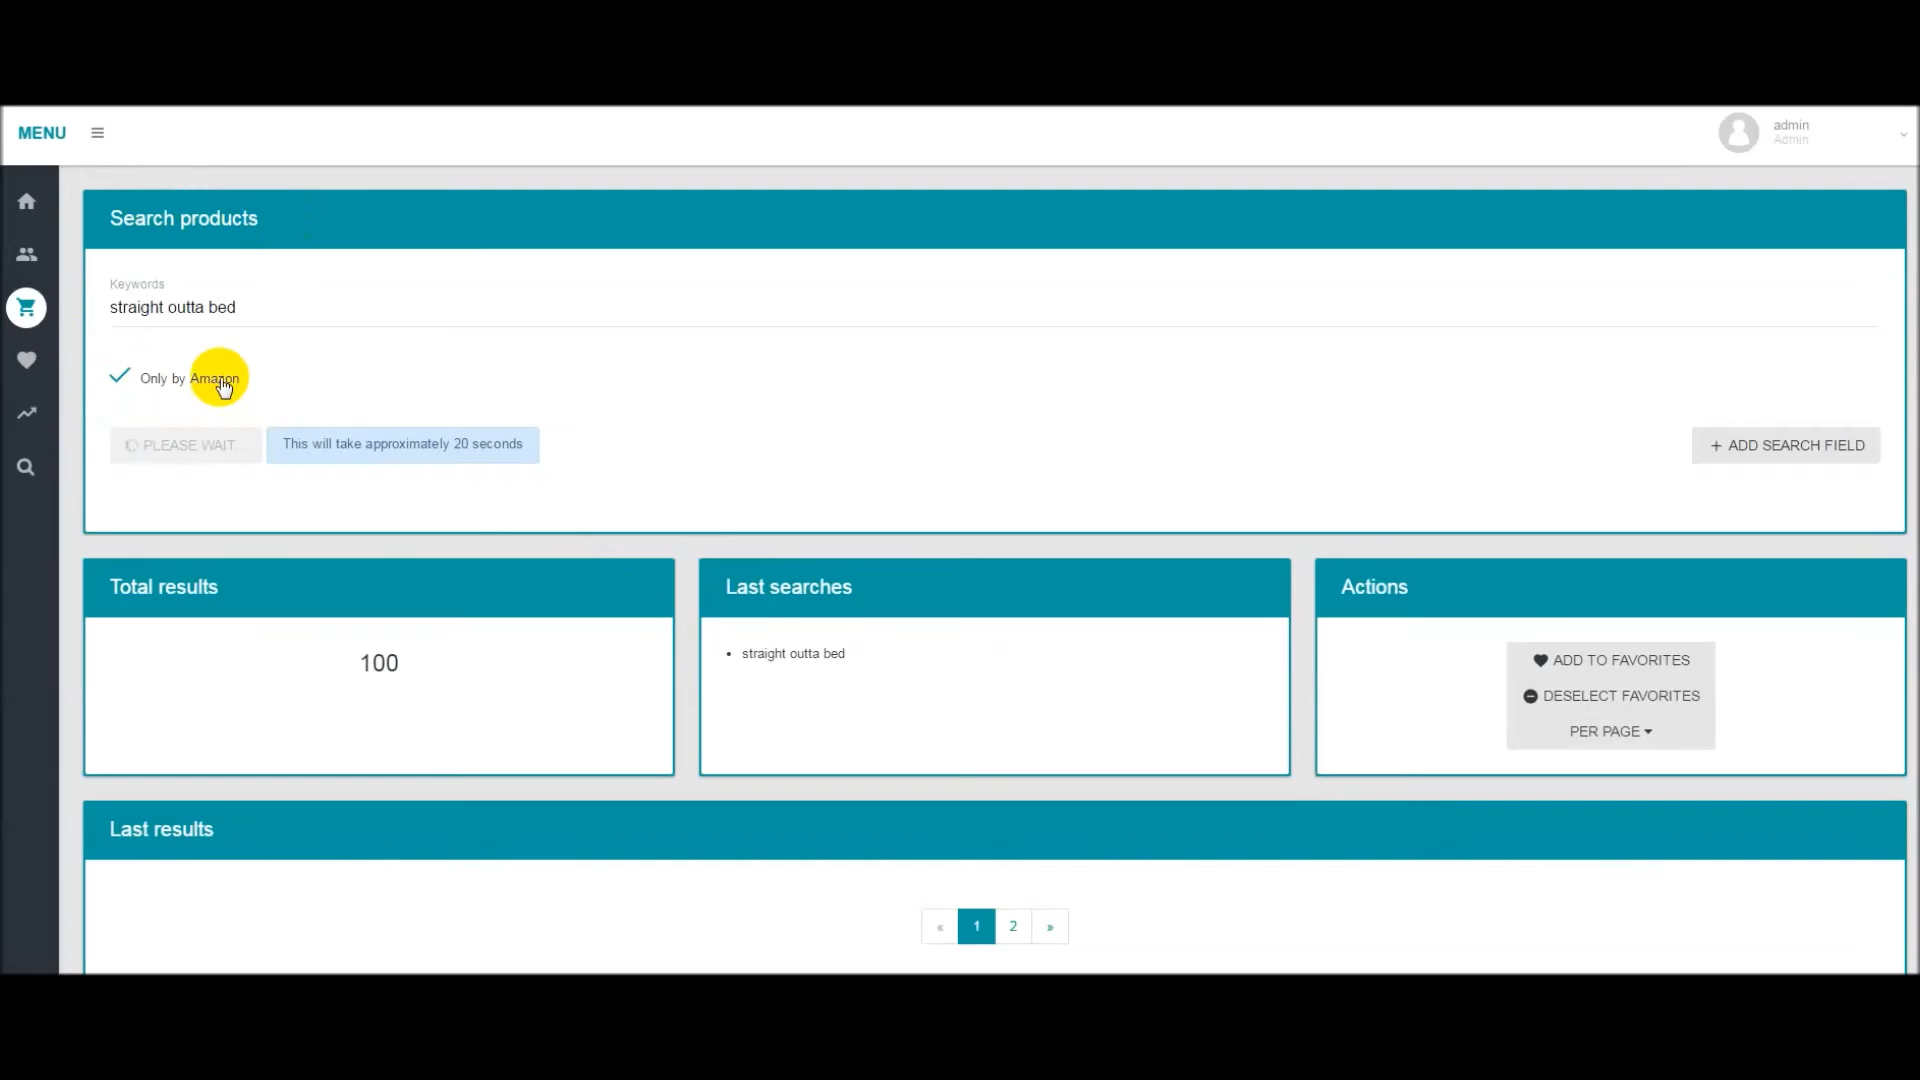 MENU
admin
Admin
Search products
Keywords
straight outta bed
Only by Amazon
PLEASE WAIT...
This will take approximately 20 seconds
+ ADD SEARCH FIELD
Total results
Last searches
Actions
100
• straight outta bed
ADD TO FAVORITES
DESELECT FAVORITES
PER PAGE
Last results
« 1 2 »